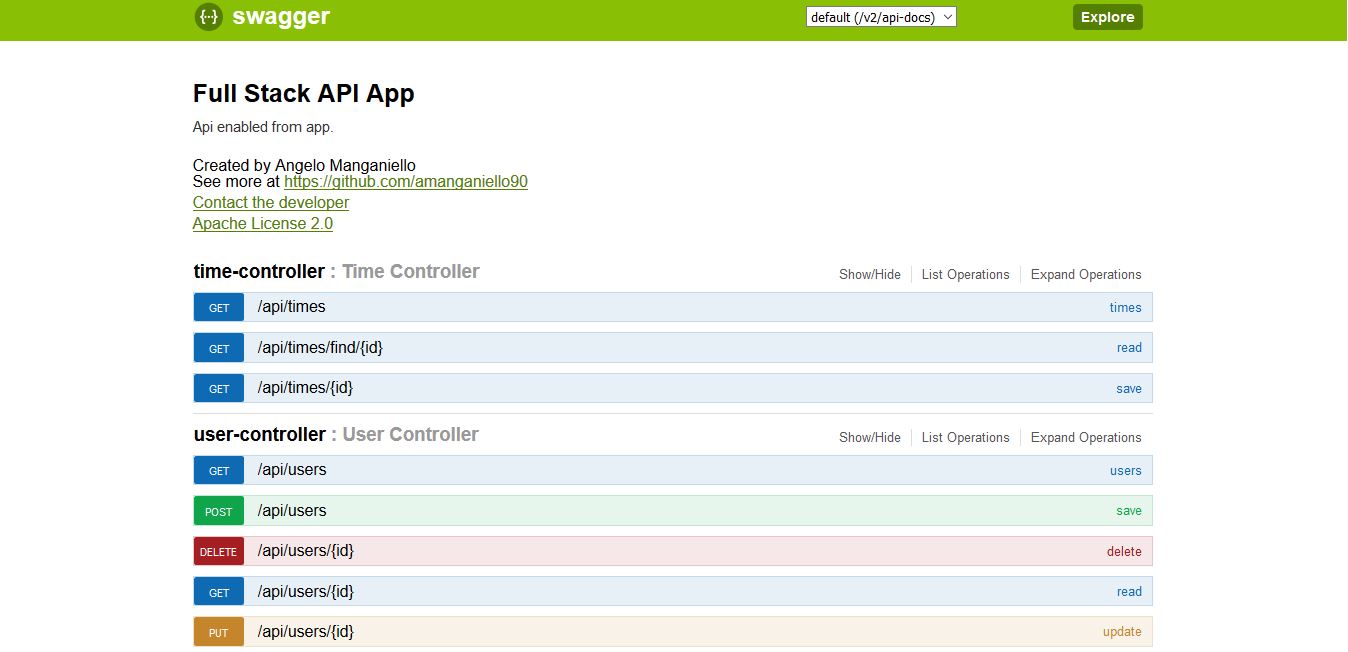 {···} swagger default (/v2/api-docs) Explore
Full Stack API App
Api enabled from app.
Created by Angelo Manganiello
See more at https://github.com/amanganiello90
Contact the developer
Apache License 2.0
time-controller : Time Controller Show/Hide List Operations Expand Operations
GET /api/times times
GET /api/times/find/{id} read
GET /api/times/{id} save
user-controller : User Controller Show/Hide List Operations Expand Operations
GET /api/users users
POST /api/users save
DELETE /api/users/{id} delete
GET /api/users/{id} read
PUT /api/users/{id} update